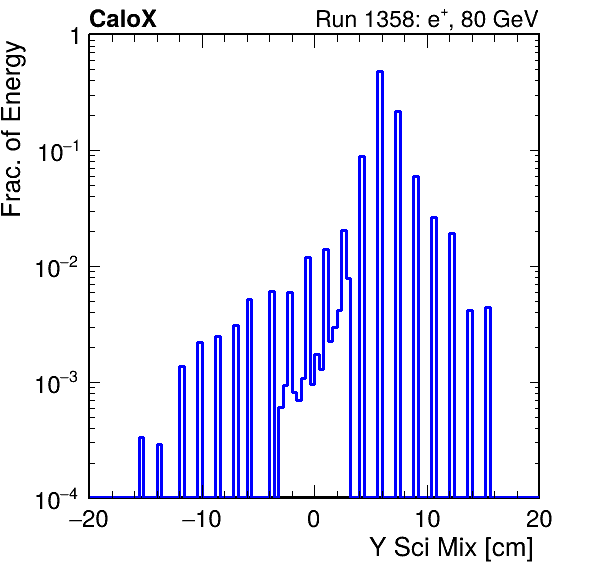 CaloX Run 1358: e⁺, 80 GeV
Frac. of Energy
1
10⁻¹
10⁻²
10⁻³
10⁻⁴
−20 −10 0 10 20
Y Sci Mix [cm]